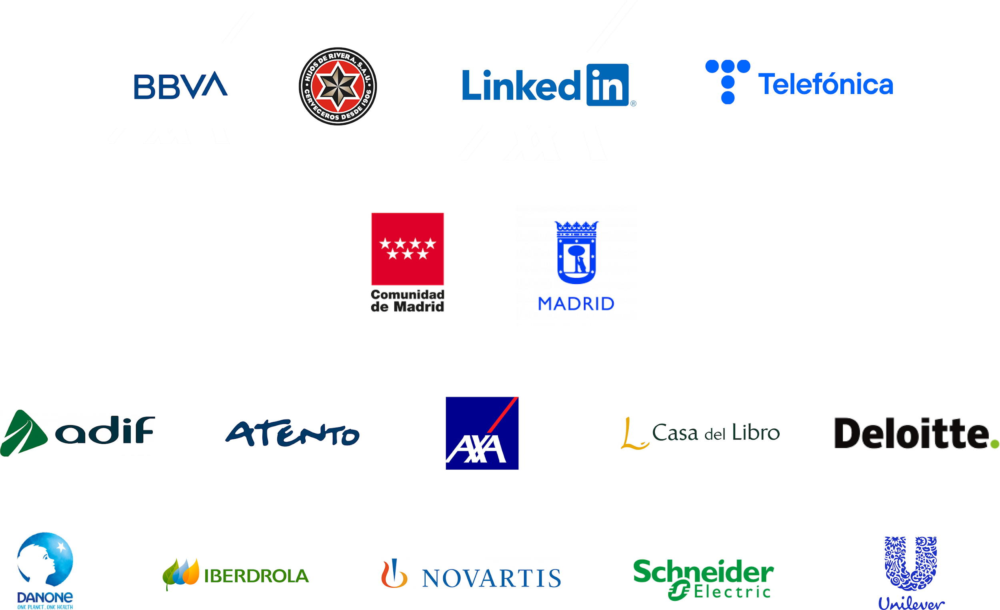 BBVA
HIJOS DE RIVERA, S.A.U.
CERVECEROS DESDE 1906
Linked in ®
Telefónica
Comunidad
de Madrid
MADRID
adif
ATENTO
AXA
L Casa del Libro
Deloitte.
DANONE
ONE PLANET. ONE HEALTH
IBERDROLA
NOVARTIS
Schneider
Electric
U
Unilever